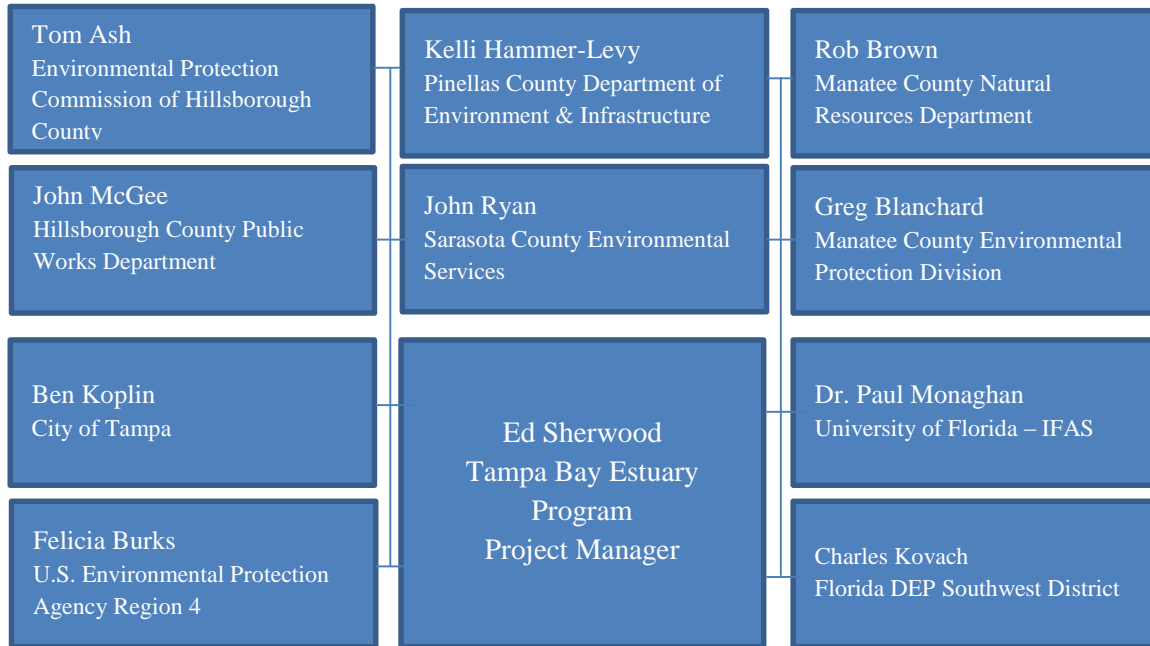 Tom Ash
Environmental Protection
Commission of Hillsborough
County
Kelli Hammer-Levy
Pinellas County Department of
Environment & Infrastructure
Rob Brown
Manatee County Natural
Resources Department
John McGee
Hillsborough County Public
Works Department
John Ryan
Sarasota County Environmental
Services
Greg Blanchard
Manatee County Environmental
Protection Division
Ben Koplin
City of Tampa
Ed Sherwood
Tampa Bay Estuary
Program
Project Manager
Dr. Paul Monaghan
University of Florida – IFAS
Felicia Burks
U.S. Environmental Protection
Agency Region 4
Charles Kovach
Florida DEP Southwest District